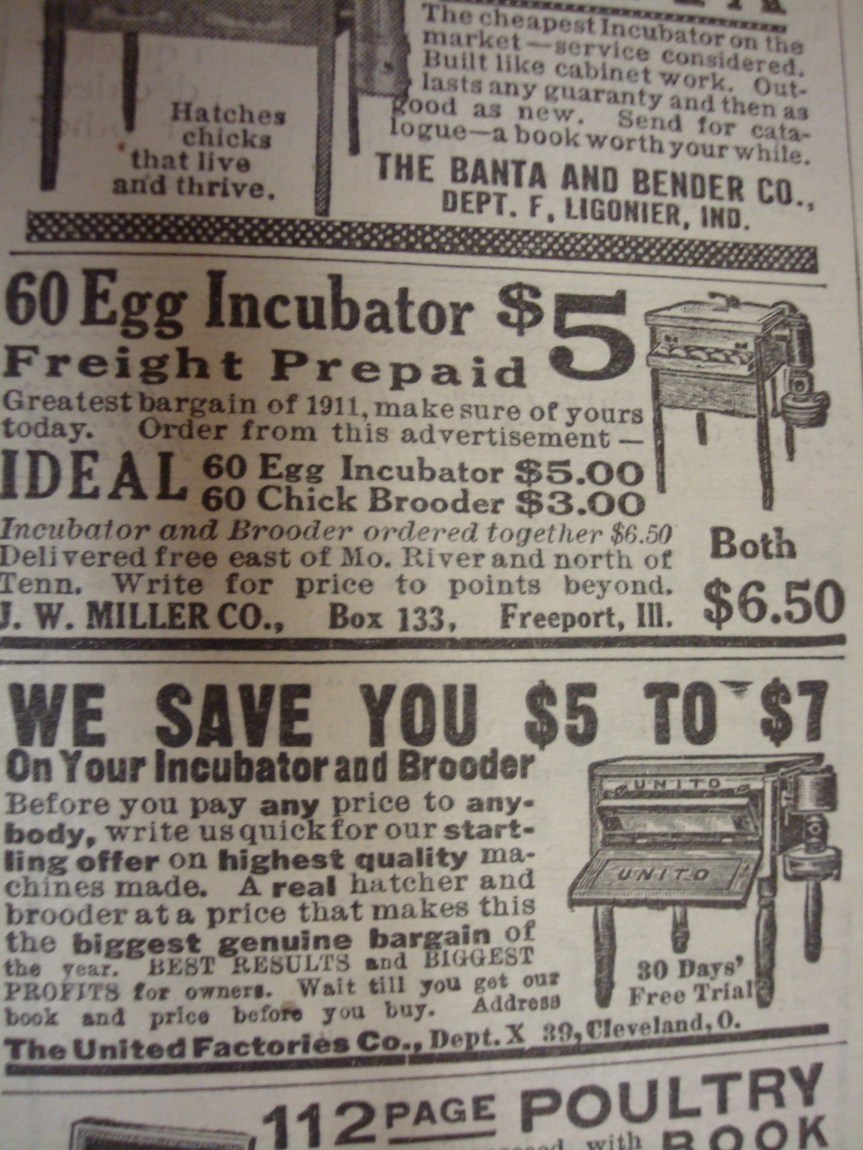 The cheapest Incubator on the
market—service considered.
Built like cabinet work. Out-
lasts any guaranty and then as
good as new. Send for cata-
logue—a book worth your while.
Hatches
chicks
that live
and thrive.
THE BANTA AND BENDER CO.,
DEPT. F, LIGONIER, IND.
60 Egg Incubator $5
Freight Prepaid
Greatest bargain of 1911, make sure of yours
today. Order from this advertisement—
IDEAL 60 Egg Incubator $5.00
60 Chick Brooder $3.00
Incubator and Brooder ordered together $6.50
Delivered free east of Mo. River and north of
Tenn. Write for price to points beyond.
J. W. MILLER CO., Box 133, Freeport, Ill.
Both
$6.50
WE SAVE YOU $5 TO $7
On Your Incubator and Brooder
Before you pay any price to any-
body, write us quick for our start-
ling offer on highest quality ma-
chines made. A real hatcher and
brooder at a price that makes this
the biggest genuine bargain of
the year. BEST RESULTS and BIGGEST
PROFITS for owners. Wait till you get our
book and price before you buy. Address
The United Factories Co., Dept. X 39, Cleveland, O.
UNITO
UNITO
30 Days'
Free Trial
112 PAGE POULTRY
with BOOK